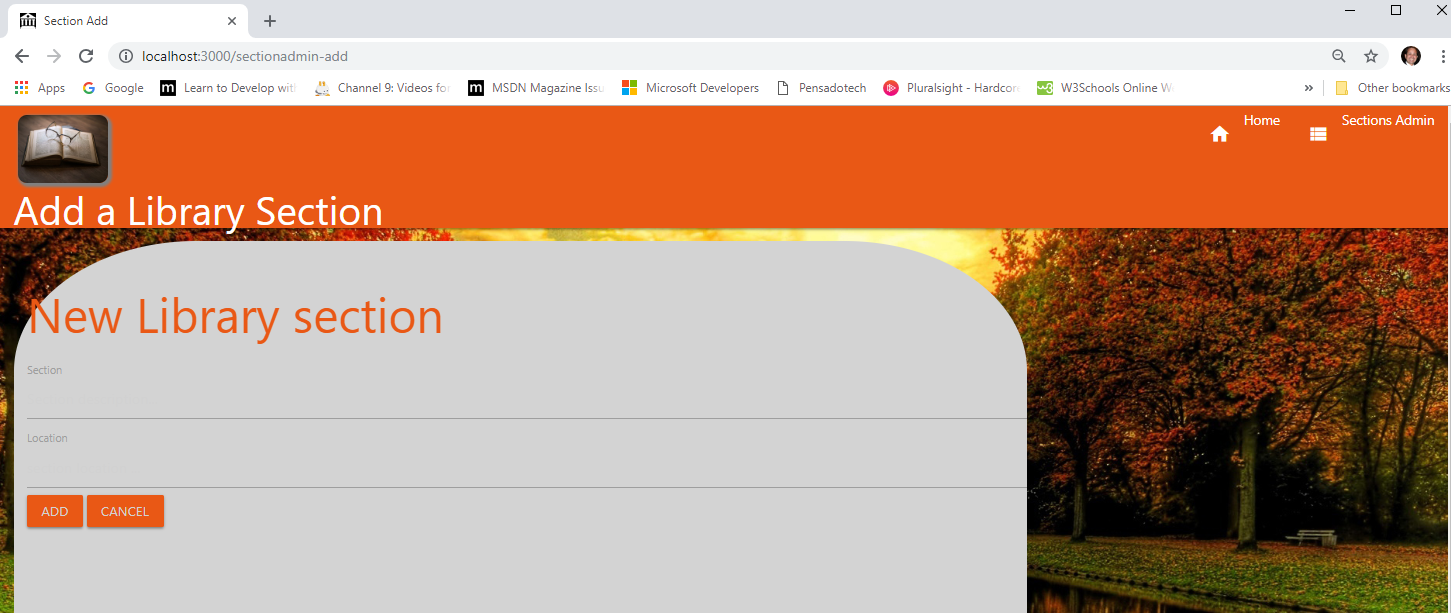 Section Add
localhost:3000/sectionadmin-add
Apps Google Learn to Develop wit Channel 9: Videos fo MSDN Magazine Issu Microsoft Developers Pensadotech Pluralsight - Hardcor W3Schools Online W Other bookmarks
Home Sections Admin
Add a Library Section
New Library section
Section
Location
ADD CANCEL